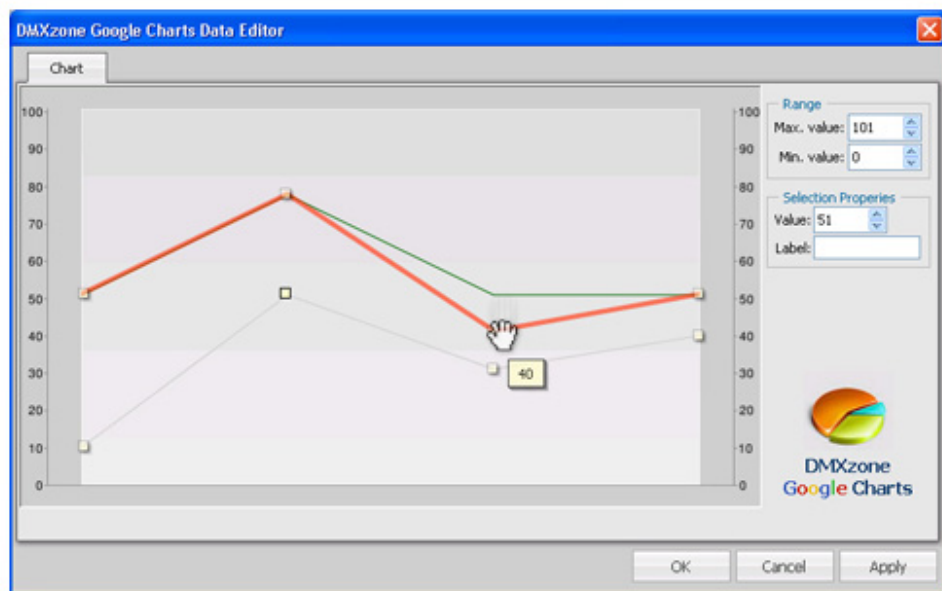 DMXzone Google Charts Data Editor
Chart
100
90
80
70
60
50
40
30
20
10
0
40
100
90
80
70
60
50
40
30
20
10
0
Range
Max. value: 101
Min. value: 0
Selection Properies
Value: 51
Label:
DMXzone
Google Charts
OK Cancel Apply